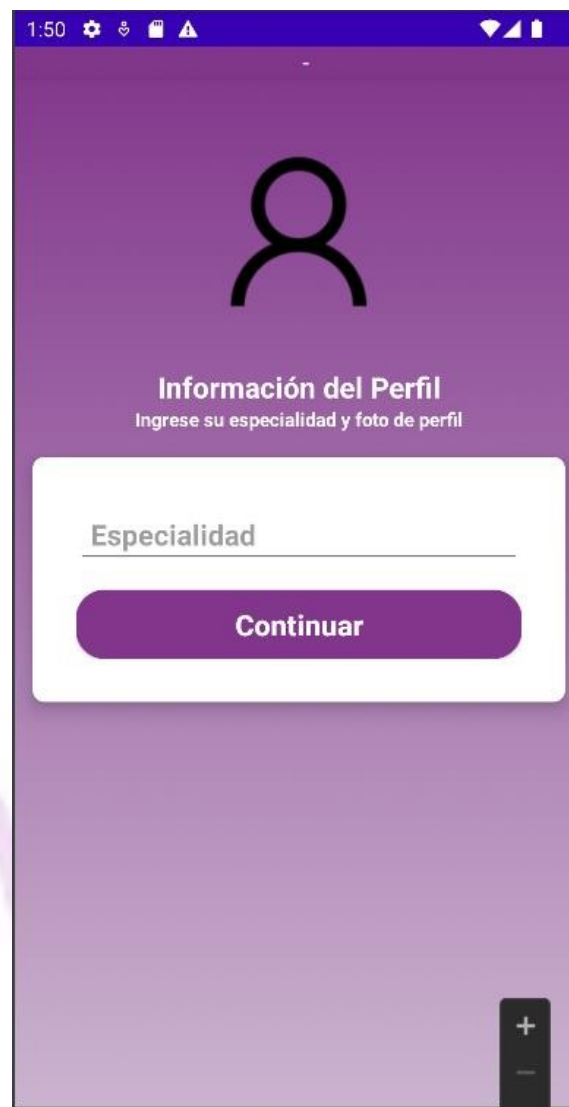 1:50
-
Información del Perfil
Ingrese su especialidad y foto de perfil
Especialidad
Continuar
+
-